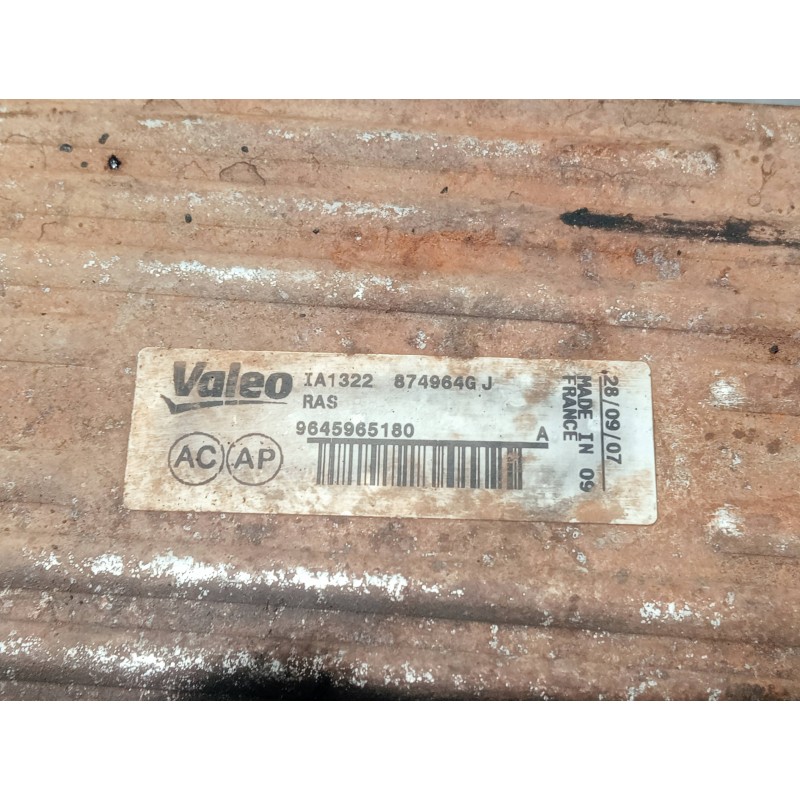 Valeo IA1322 874964G J
RAS
9645965180 A
AC AP
28/09/07
MADE IN 09
FRANCE